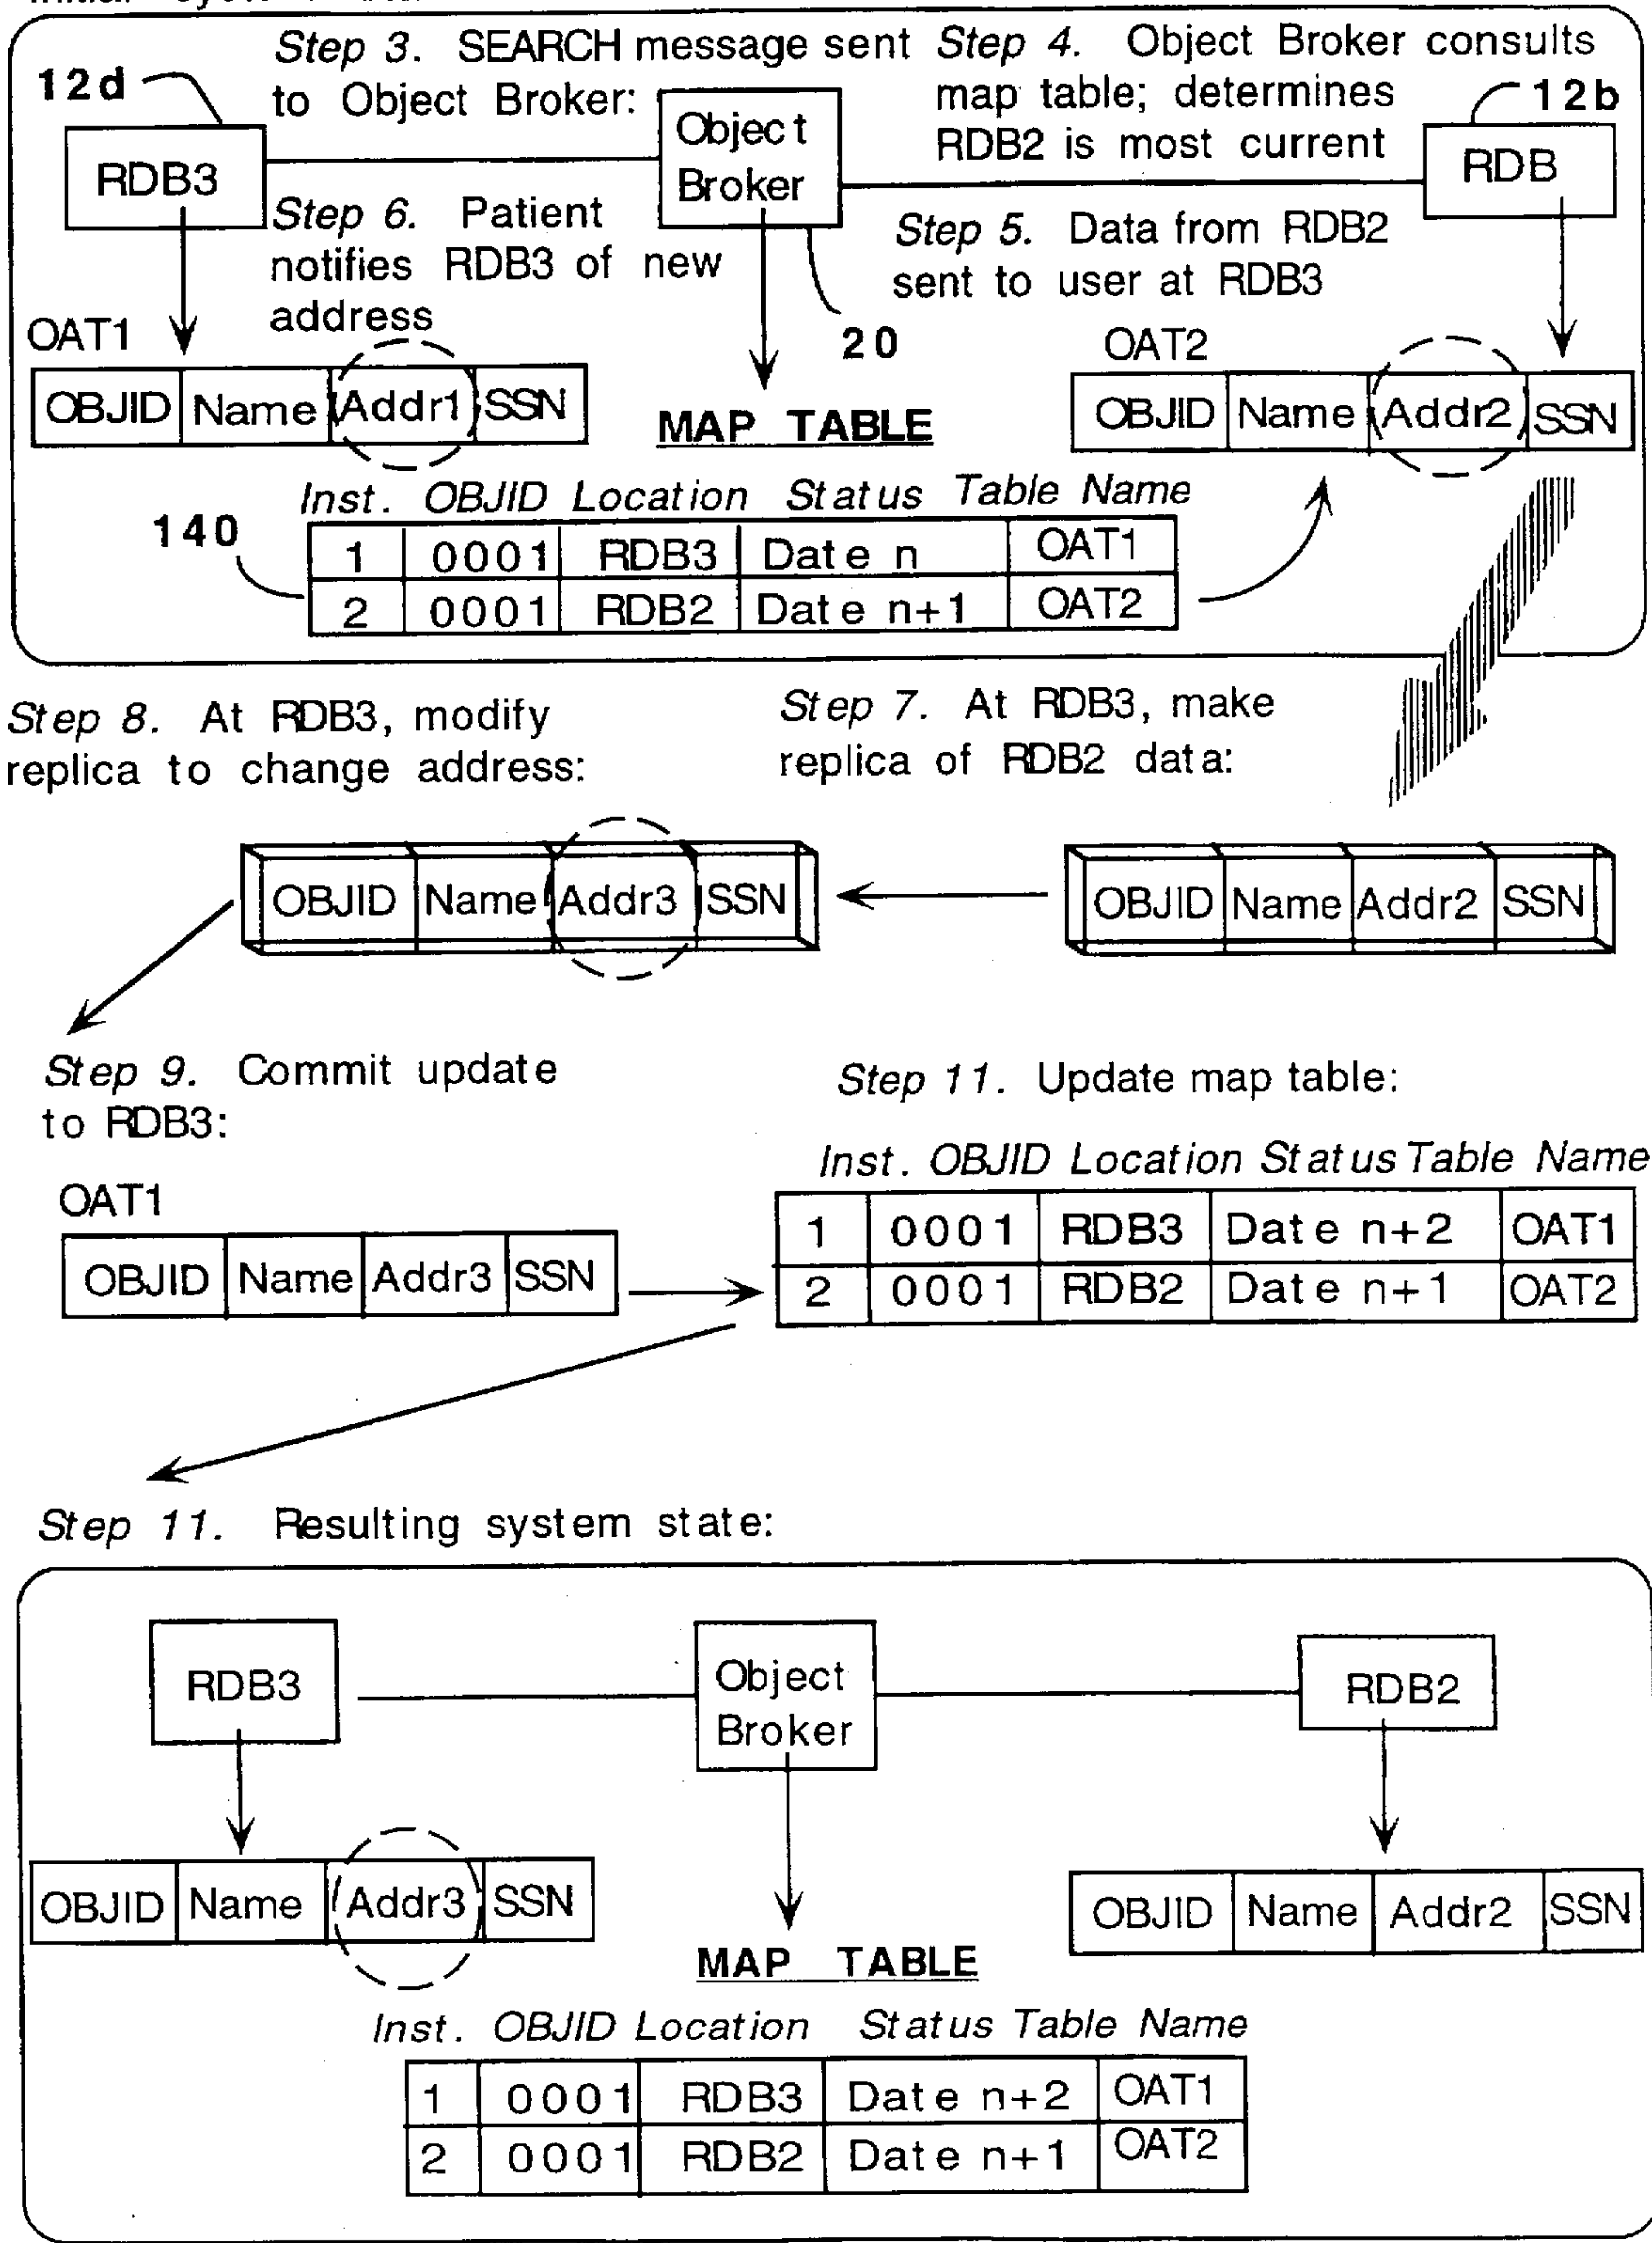 Step 3. SEARCH message sent
to Object Broker:
Step 4. Object Broker consults
map table; determines
RDB2 is most current
12d
12b
RDB3
Object
Broker
RDB
Step 6. Patient
notifies RDB3 of new
address
Step 5. Data from RDB2
sent to user at RDB3
20
OAT1
OBJID Name Addr1 SSN
MAP TABLE
OAT2
OBJID Name Addr2 SSN
140
Inst. OBJID Location Status Table Name
1 0001 RDB3 Date n OAT1
2 0001 RDB2 Date n+1 OAT2
Step 8. At RDB3, modify
replica to change address:
Step 7. At RDB3, make
replica of RDB2 data:
OBJID Name Addr3 SSN
OBJID Name Addr2 SSN
Step 9. Commit update
to RDB3:
Step 11. Update map table:
OAT1
OBJID Name Addr3 SSN
Inst. OBJID Location Status Table Name
1 0001 RDB3 Date n+2 OAT1
2 0001 RDB2 Date n+1 OAT2
Step 11. Resulting system state:
RDB3
Object
Broker
RDB2
OBJID Name Addr3 SSN
MAP TABLE
OBJID Name Addr2 SSN
Inst. OBJID Location Status Table Name
1 0001 RDB3 Date n+2 OAT1
2 0001 RDB2 Date n+1 OAT2